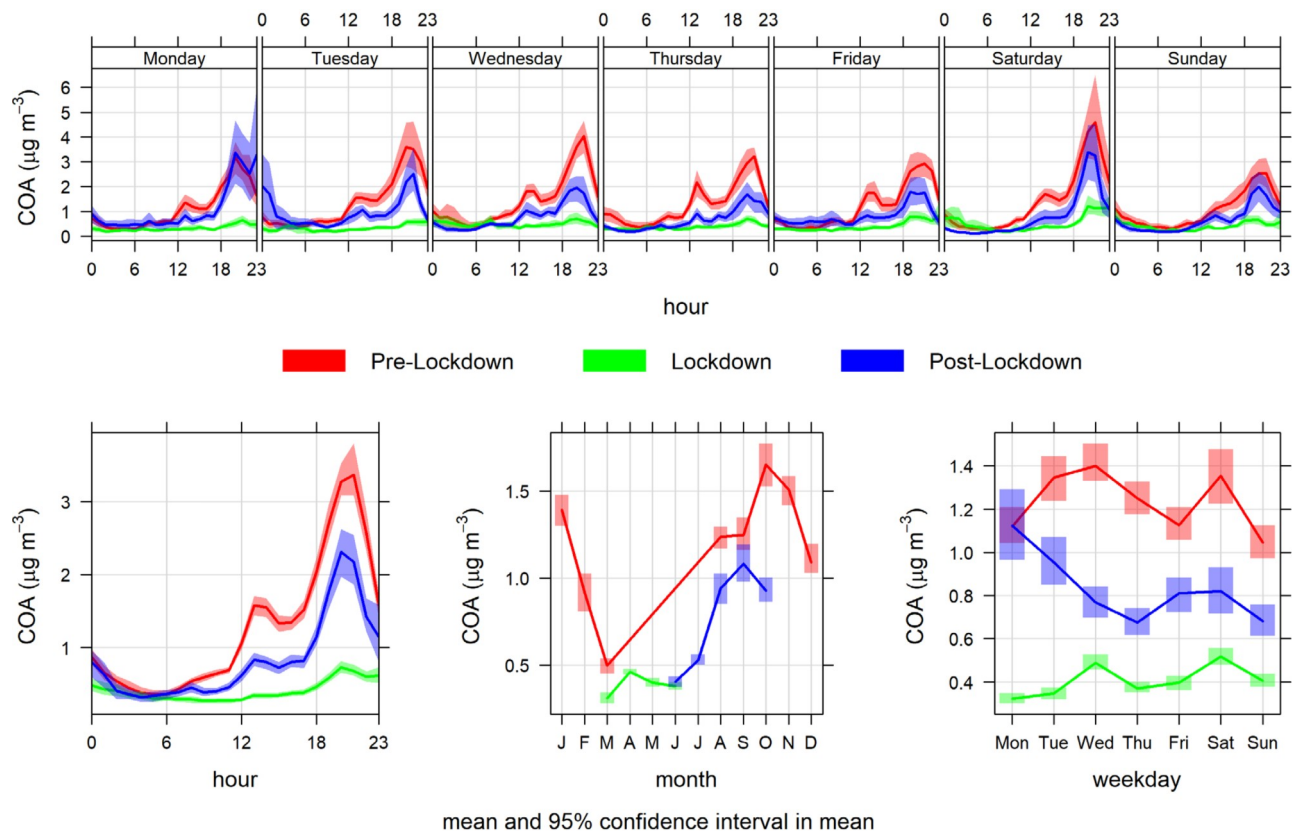 0 6 12 18 23 0 6 12 18 23 0 6 12 18 23
Monday Tuesday Wednesday Thursday Friday Saturday Sunday
COA (µg m⁻³)
6
5
4
3
2
1
0
0 6 12 18 23 0 6 12 18 23 0 6 12 18 23 0 6 12 18 23
hour
Pre-Lockdown Lockdown Post-Lockdown
COA (µg m⁻³)
3
2
1
0 6 12 18 23
hour
COA (µg m⁻³)
1.5
1.0
0.5
J F M A M J J A S O N D
month
COA (µg m⁻³)
1.4
1.2
1.0
0.8
0.6
0.4
Mon Tue Wed Thu Fri Sat Sun
weekday
mean and 95% confidence interval in mean